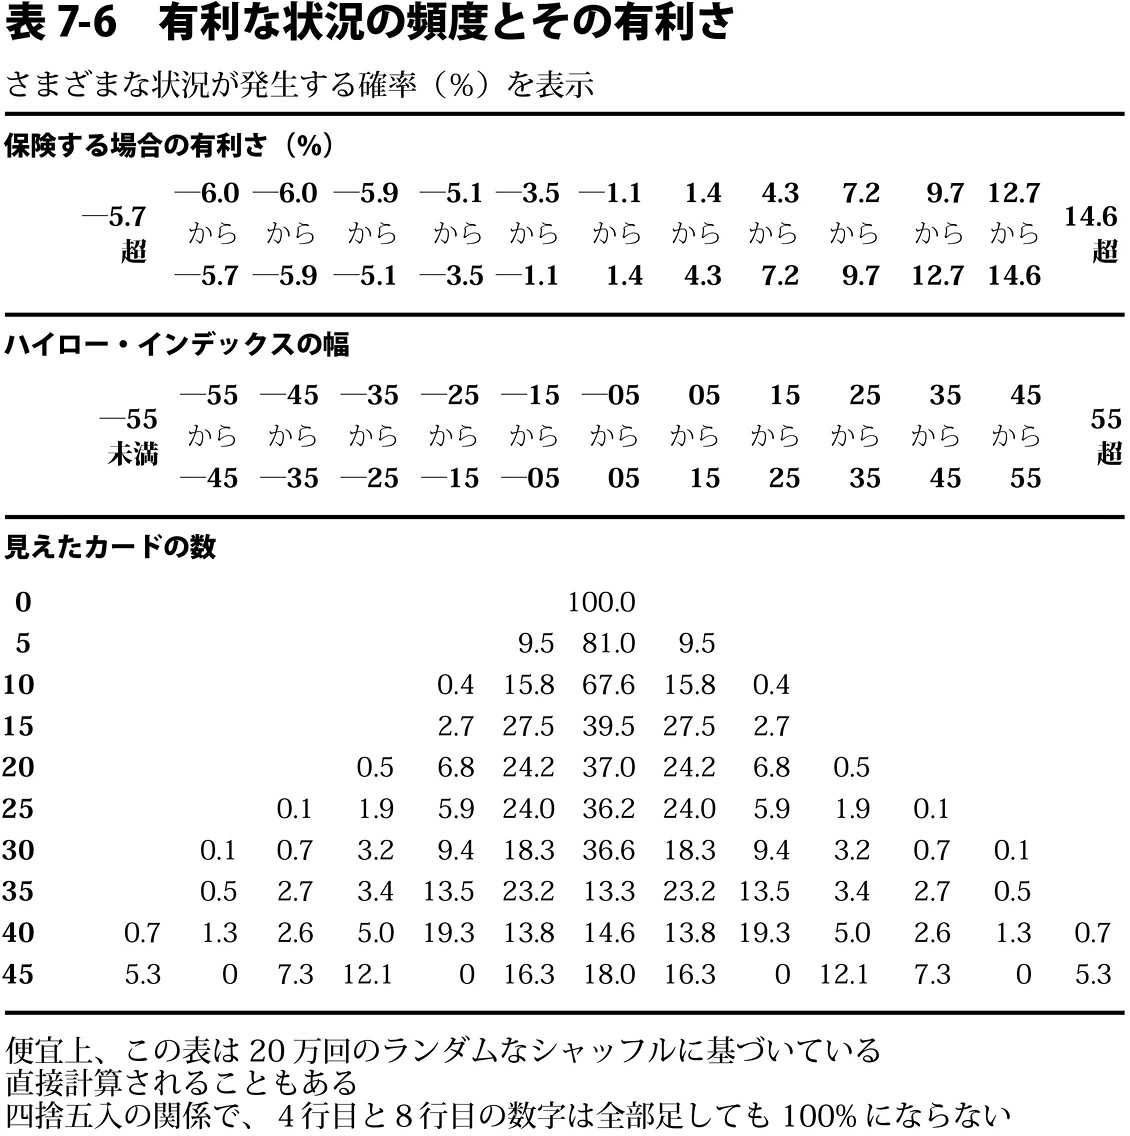 表 7-6　有利な状況の頻度とその有利さ
さまざまな状況が発生する確率（％）を表示
保険する場合の有利さ（%）
―5.7 超 ―6.0 から ―5.7 ―6.0 から ―5.9 ―5.9 から ―5.1 ―5.1 から ―3.5 ―3.5 から ―1.1 ―1.1 から 1.4 1.4 から 4.3 4.3 から 7.2 7.2 から 9.7 9.7 から 12.7 12.7 から 14.6 14.6 超
ハイロー・インデックスの幅
―55 未満 ―55 から ―45 ―45 から ―35 ―35 から ―25 ―25 から ―15 ―15 から ―05 ―05 から 05 05 から 15 15 から 25 25 から 35 35 から 45 45 から 55 55 超
見えたカードの数
0 100.0
5 9.5 81.0 9.5
10 0.4 15.8 67.6 15.8 0.4
15 2.7 27.5 39.5 27.5 2.7
20 0.5 6.8 24.2 37.0 24.2 6.8 0.5
25 0.1 1.9 5.9 24.0 36.2 24.0 5.9 1.9 0.1
30 0.1 0.7 3.2 9.4 18.3 36.6 18.3 9.4 3.2 0.7 0.1
35 0.5 2.7 3.4 13.5 23.2 13.3 23.2 13.5 3.4 2.7 0.5
40 0.7 1.3 2.6 5.0 19.3 13.8 14.6 13.8 19.3 5.0 2.6 1.3 0.7
45 5.3 0 7.3 12.1 0 16.3 18.0 16.3 0 12.1 7.3 0 5.3
便宜上、この表は 20 万回のランダムなシャッフルに基づいている
直接計算されることもある
四捨五入の関係で、４行目と８行目の数字は全部足しても 100% にならない